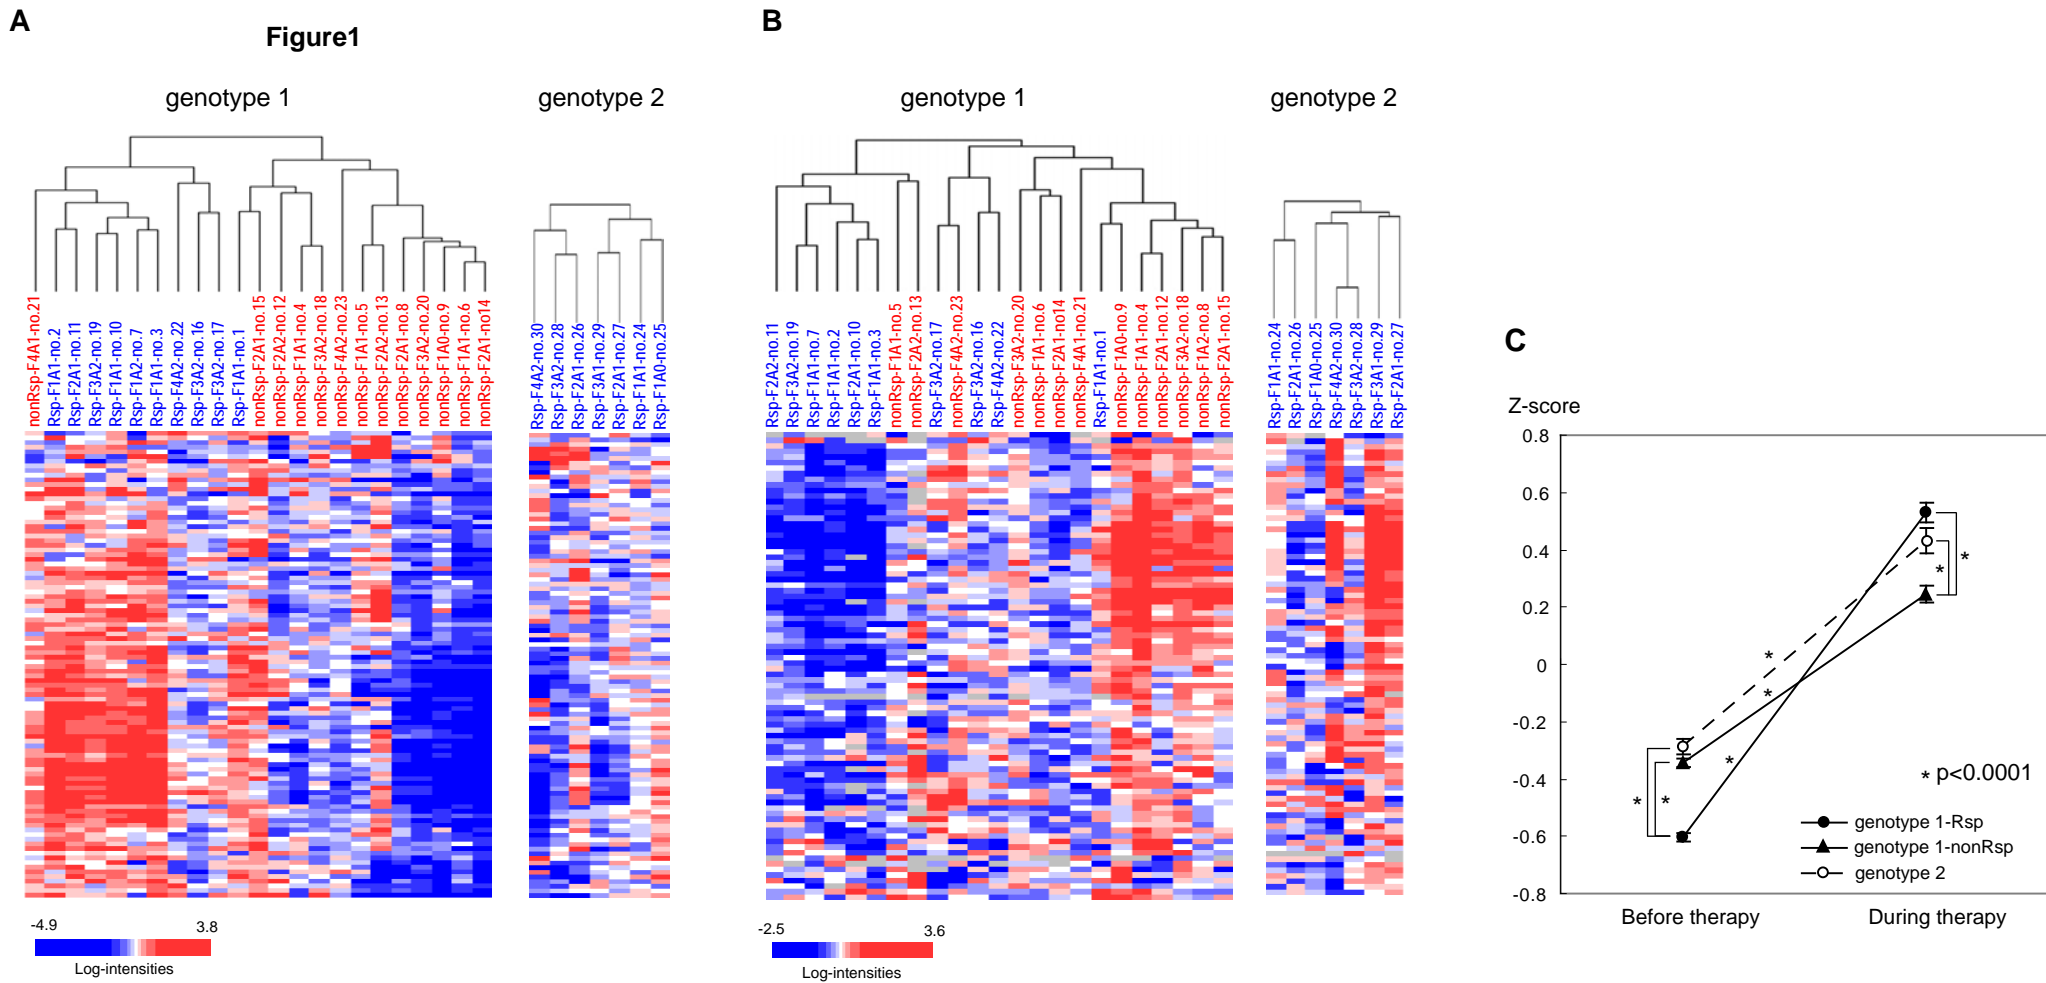 A
Figure1
genotype 1
genotype 2
nonRsp-F4A1-no.21
Rsp-F1A1-no.2
Rsp-F2A1-no.11
Rsp-F3A2-no.19
Rsp-F1A1-no.10
Rsp-F1A2-no.7
Rsp-F1A1-no.3
Rsp-F4A2-no.22
Rsp-F3A2-no.16
Rsp-F3A2-no.17
Rsp-F1A1-no.1
nonRsp-F2A1-no.15
nonRsp-F2A2-no.12
nonRsp-F1A1-no.4
nonRsp-F3A2-no.18
nonRsp-F4A2-no.23
nonRsp-F1A1-no.5
nonRsp-F2A2-no.13
nonRsp-F2A1-no.8
nonRsp-F3A2-no.20
nonRsp-F1A0-no.9
nonRsp-F1A1-no.6
nonRsp-F2A1-no14
Rsp-F4A2-no.30
Rsp-F3A2-no.28
Rsp-F2A1-no.26
Rsp-F3A1-no.29
Rsp-F2A1-no.27
Rsp-F1A1-no.24
Rsp-F1A0-no.25
-4.9
3.8
Log-intensities
B
genotype 1
genotype 2
Rsp-F2A2-no.11
Rsp-F3A2-no.19
Rsp-F1A1-no.7
Rsp-F1A1-no.2
Rsp-F2A1-no.10
Rsp-F1A1-no.3
nonRsp-F1A1-no.5
nonRsp-F2A2-no.13
Rsp-F3A2-no.17
nonRsp-F4A2-no.23
Rsp-F3A2-no.16
Rsp-F4A2-no.22
nonRsp-F3A2-no.20
nonRsp-F1A1-no.6
nonRsp-F2A1-no14
nonRsp-F4A1-no.21
Rsp-F1A1-no.1
nonRsp-F1A0-no.9
nonRsp-F1A1-no.4
nonRsp-F2A1-no.12
nonRsp-F3A2-no.18
nonRsp-F1A2-no.8
nonRsp-F2A1-no.15
Rsp-F1A1-no.24
Rsp-F2A1-no.26
Rsp-F1A0-no.25
Rsp-F4A2-no.30
Rsp-F3A2-no.28
Rsp-F3A1-no.29
Rsp-F2A1-no.27
-2.5
3.6
Log-intensities
C
Z-score
0.8
0.6
0.4
0.2
0
-0.2
-0.4
-0.6
-0.8
*
*
*
*
*
*
*
* p<0.0001
genotype 1-Rsp
genotype 1-nonRsp
genotype 2
Before therapy
During therapy